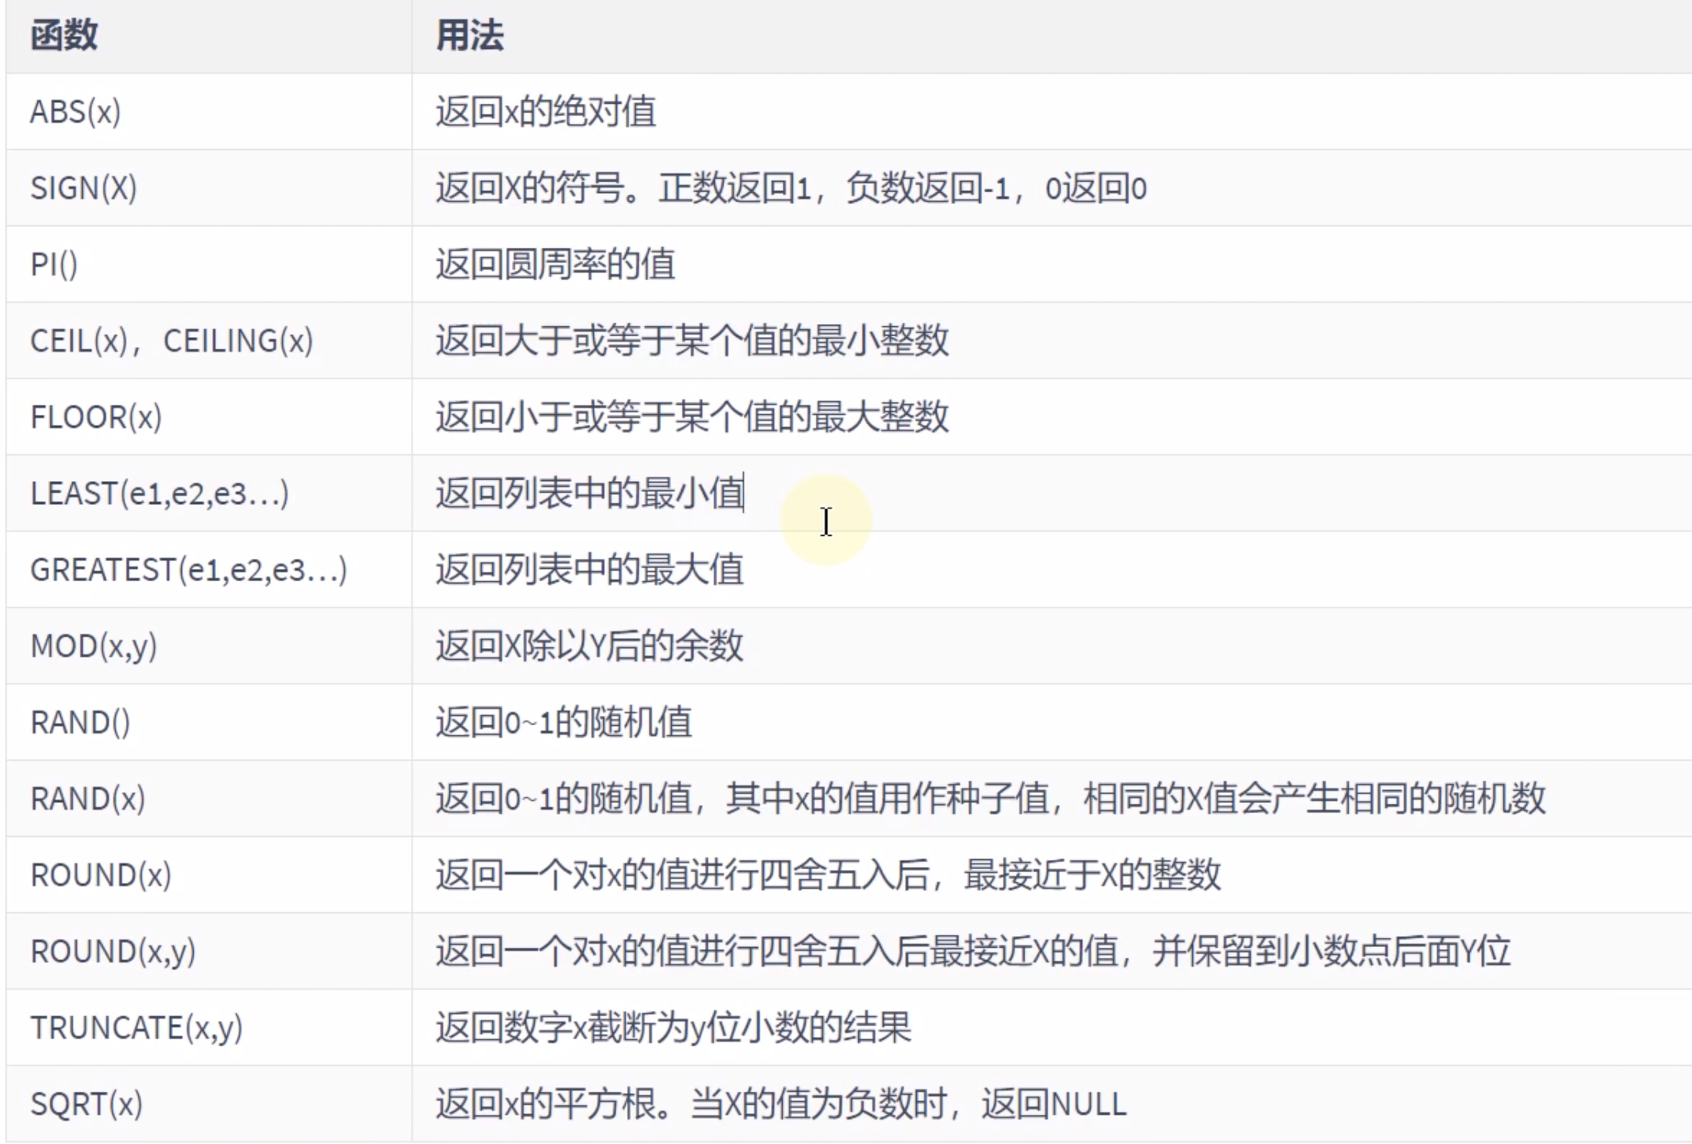 函数 用法
ABS(x) 返回x的绝对值
SIGN(X) 返回X的符号。正数返回1，负数返回-1，0返回0
PI() 返回圆周率的值
CEIL(x)，CEILING(x) 返回大于或等于某个值的最小整数
FLOOR(x) 返回小于或等于某个值的最大整数
LEAST(e1,e2,e3…) 返回列表中的最小值
GREATEST(e1,e2,e3…) 返回列表中的最大值
MOD(x,y) 返回X除以Y后的余数
RAND() 返回0~1的随机值
RAND(x) 返回0~1的随机值，其中x的值用作种子值，相同的X值会产生相同的随机数
ROUND(x) 返回一个对x的值进行四舍五入后，最接近于X的整数
ROUND(x,y) 返回一个对x的值进行四舍五入后最接近X的值，并保留到小数点后面Y位
TRUNCATE(x,y) 返回数字x截断为y位小数的结果
SQRT(x) 返回x的平方根。当X的值为负数时，返回NULL